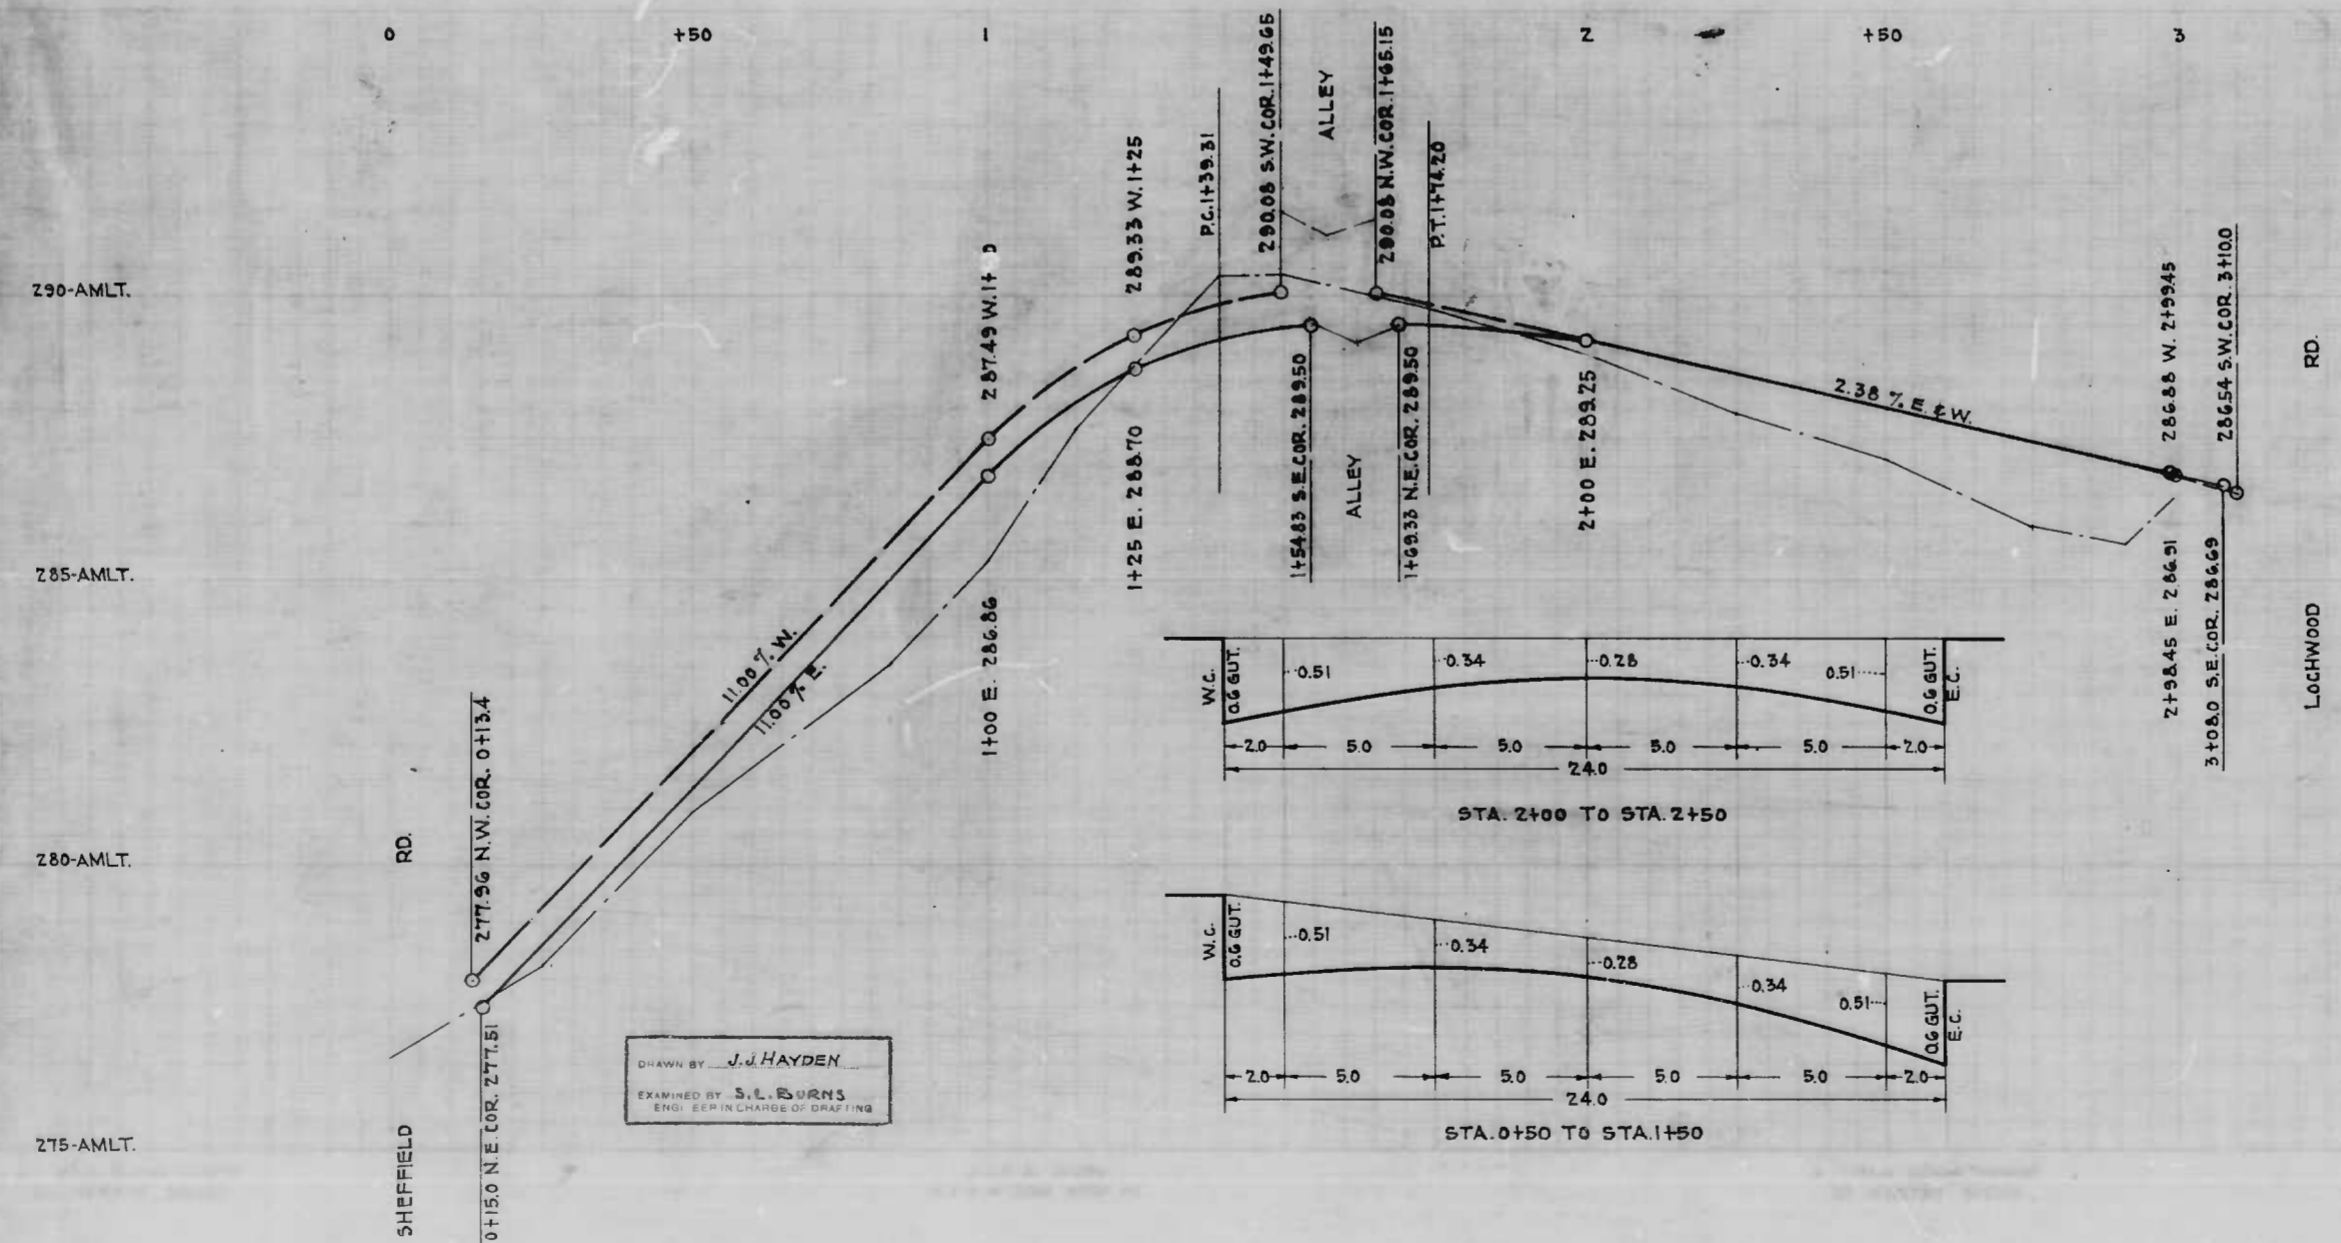 0
+50
1
2
+50
3
290-AMLT.
285-AMLT.
280-AMLT.
275-AMLT.
SHEFFIELD RD.
277.96 N.W. COR. 0+13.4
0+15.0 N.E. COR. 277.51
11.00 % W.
11.00 % E.
287.49 W. 1+
1+00 E. 286.86
289.33 W. 1+25
1+25 E. 288.70
P.C. 1+39.31
290.08 S.W. COR. 1+49.65
ALLEY
290.08 N.W. COR. 1+65.15
P.T. 1+74.20
1+54.83 S.E. COR. 289.50
ALLEY
1+69.33 N.E. COR. 289.50
2+00 E. 289.25
2.38 % E. & W.
286.88 W. 2+99.45
286.54 S.W. COR. 3+10.0
2+98.45 E. 286.91
3+08.0 S.E. COR. 286.69
LOCHWOOD RD.
W.C.
0.6 GUT.
0.51
0.34
0.28
0.34
0.51
0.6 GUT.
E.C.
2.0 5.0 5.0 5.0 5.0 2.0
24.0
STA. 2+00 TO STA. 2+50
W.C.
0.6 GUT.
0.51
0.34
0.28
0.34
0.51
0.6 GUT.
E.C.
2.0 5.0 5.0 5.0 5.0 2.0
24.0
STA. 0+50 TO STA. 1+50
DRAWN BY J.J. HAYDEN
EXAMINED BY S.L. BURNS
ENGI EER IN CHARGE OF DRAFTING